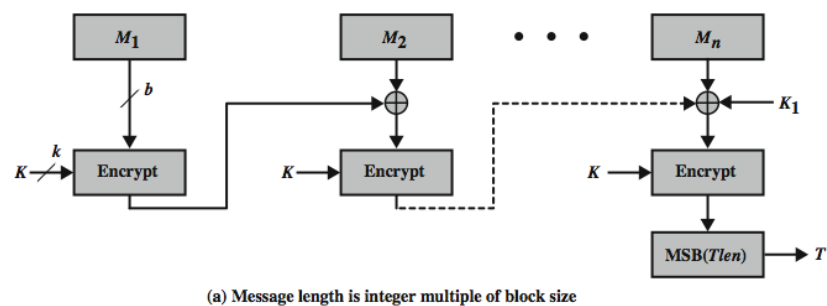 M1 M2 • • • Mn
b
K1
K k Encrypt K Encrypt K Encrypt
MSB(Tlen) T
(a) Message length is integer multiple of block size